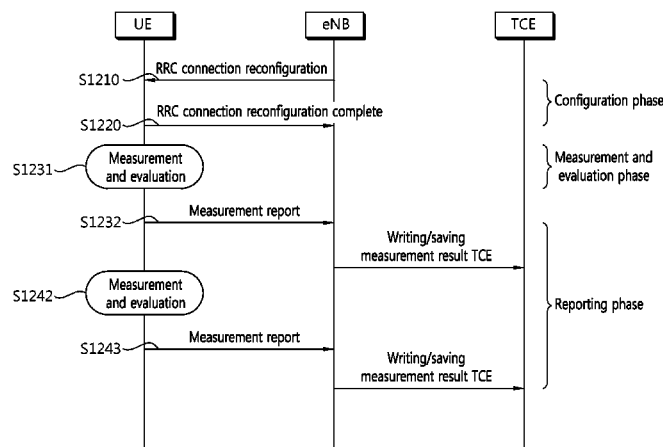 UE
eNB
TCE
RRC connection reconfiguration
S1210
Configuration phase
RRC connection reconfiguration complete
S1220
Measurement
and evaluation
S1231
Measurement and
evaluation phase
Measurement report
S1232
Writing/saving
measurement result TCE
Measurement
and evaluation
S1242
Reporting phase
Measurement report
S1243
Writing/saving
measurement result TCE